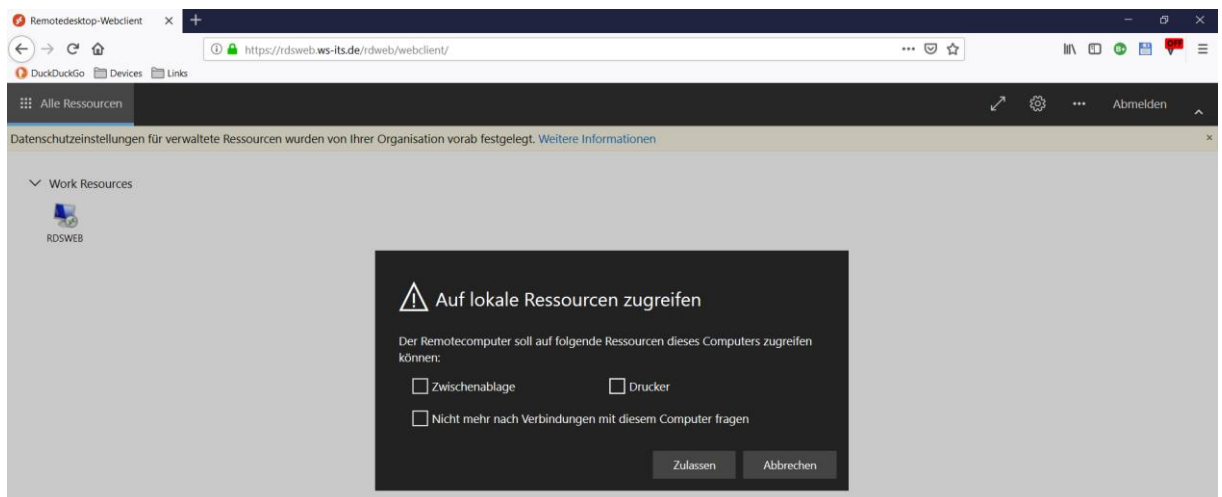 Remotedesktop-Webclient
https://rdsweb.ws-its.de/rdweb/webclient/
OFF
DuckDuckGo Devices Links
Alle Ressourcen Abmelden
Datenschutzeinstellungen für verwaltete Ressourcen wurden von Ihrer Organisation vorab festgelegt. Weitere Informationen
Work Resources
RDSWEB
Auf lokale Ressourcen zugreifen
Der Remotecomputer soll auf folgende Ressourcen dieses Computers zugreifen
können:
Zwischenablage Drucker
Nicht mehr nach Verbindungen mit diesem Computer fragen
Zulassen Abbrechen